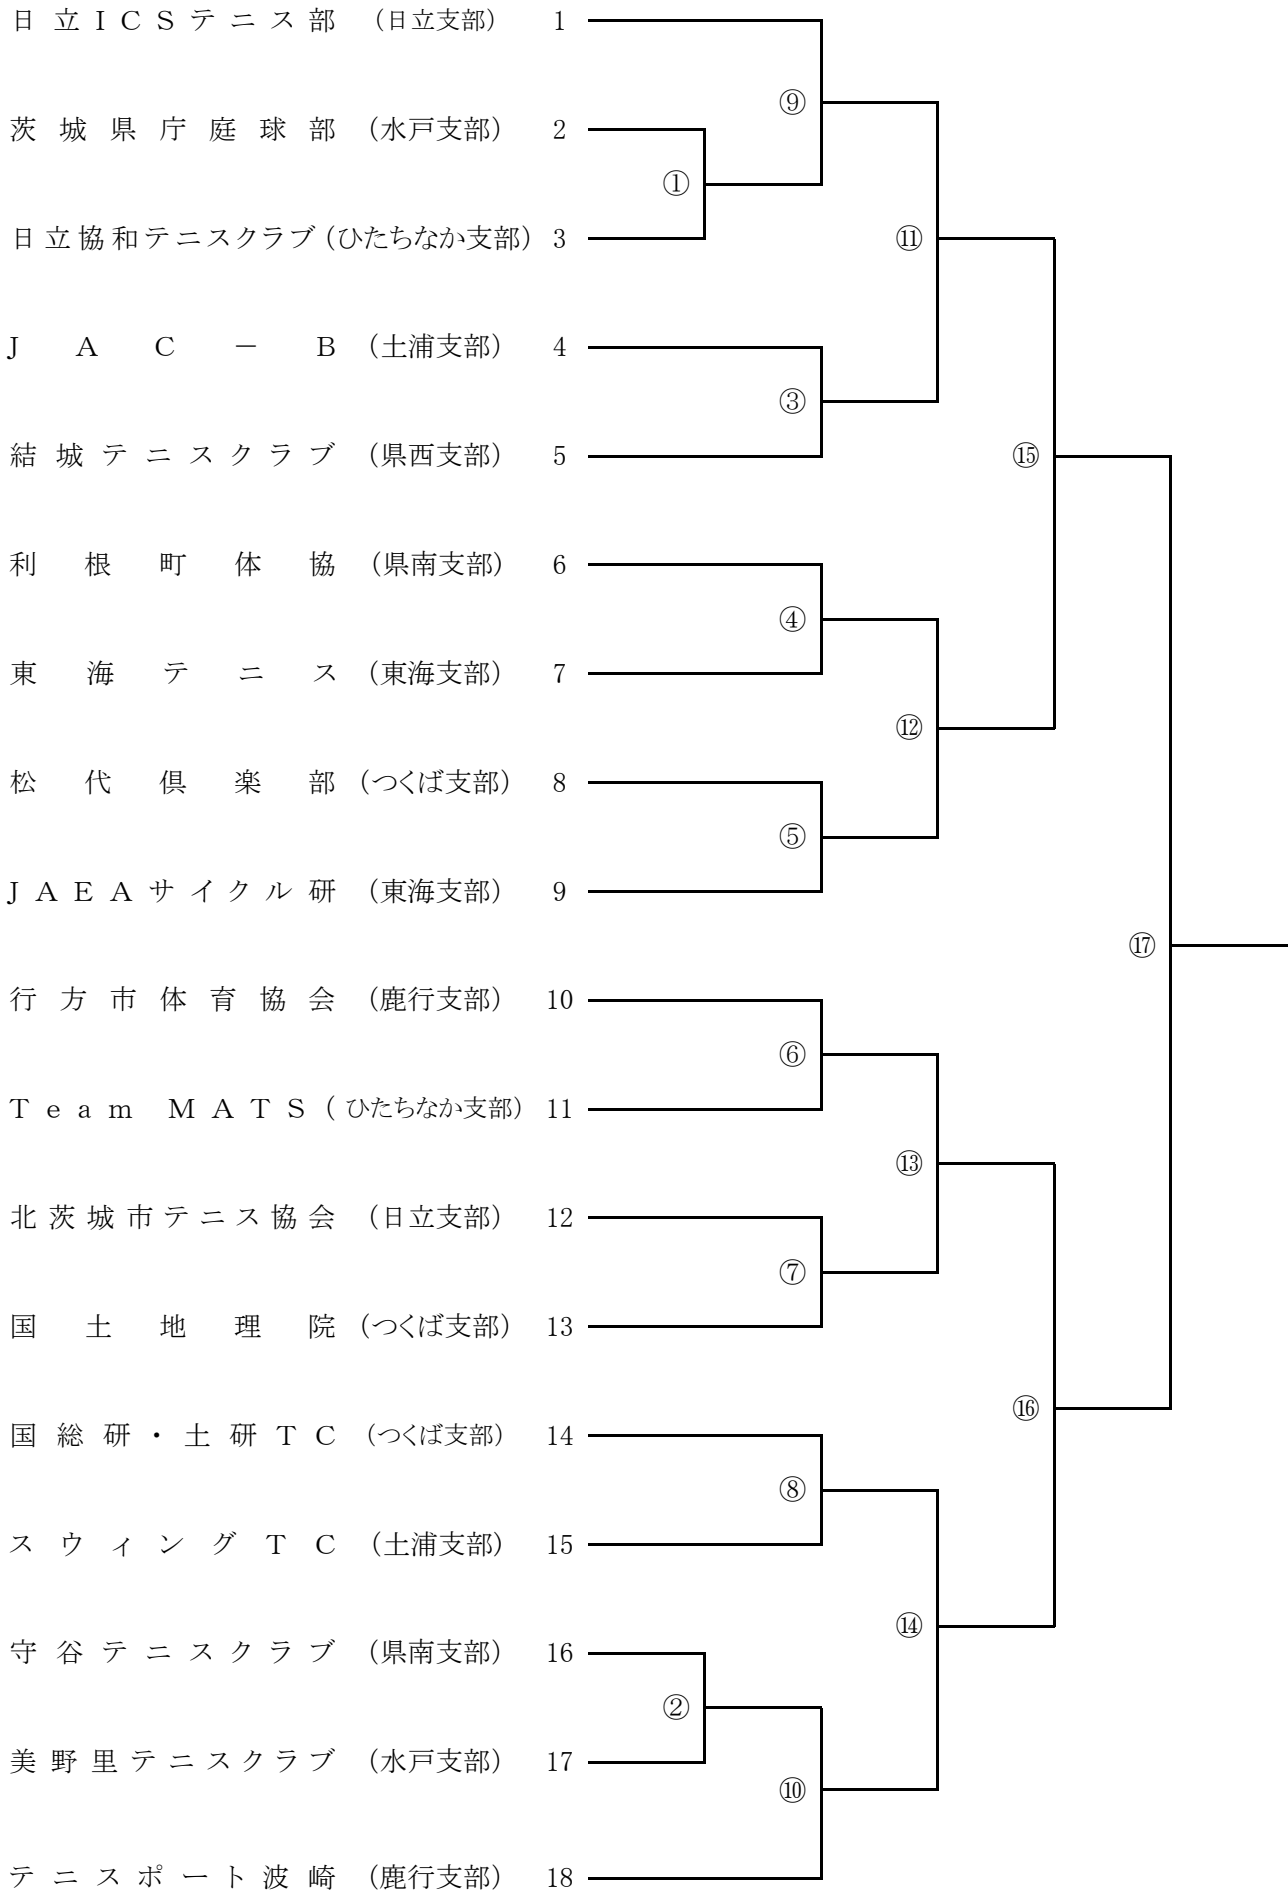 日立ICSテニス部 (日立支部) 1
⑨
茨城県庁庭球部 (水戸支部) 2
①
日立協和テニスクラブ(ひたちなか支部) 3
⑪
JAC-B (土浦支部) 4
③
結城テニスクラブ (県西支部) 5
⑮
利根町体協 (県南支部) 6
④
東海テニス (東海支部) 7
⑫
松代倶楽部 (つくば支部) 8
⑤
JAEAサイクル研 (東海支部) 9
⑰
行方市体育協会 (鹿行支部) 10
⑥
Team MATS (ひたちなか支部) 11
⑬
北茨城市テニス協会 (日立支部) 12
⑦
国土地理院 (つくば支部) 13
⑯
国総研・土研TC (つくば支部) 14
⑧
スウィングTC (土浦支部) 15
⑭
守谷テニスクラブ (県南支部) 16
②
美野里テニスクラブ (水戸支部) 17
⑩
テニスポート波崎 (鹿行支部) 18